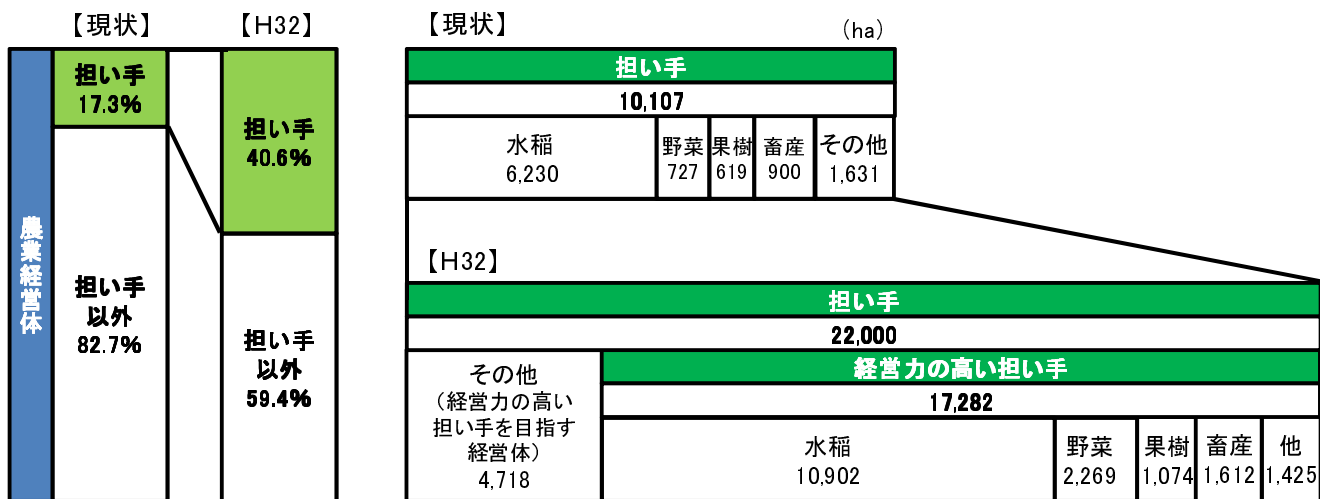 【現状】
【H32】
農業経営体
担い手
17.3%
担い手
以外
82.7%
担い手
40.6%
担い手
以外
59.4%
【現状】
（ha）
担い手
10,107
水稲
6,230
野菜
727
果樹
619
畜産
900
その他
1,631
【H32】
担い手
22,000
その他
（経営力の高い
担い手を目指す
経営体）
4,718
経営力の高い担い手
17,282
水稲
10,902
野菜
2,269
果樹
1,074
畜産
1,612
他
1,425